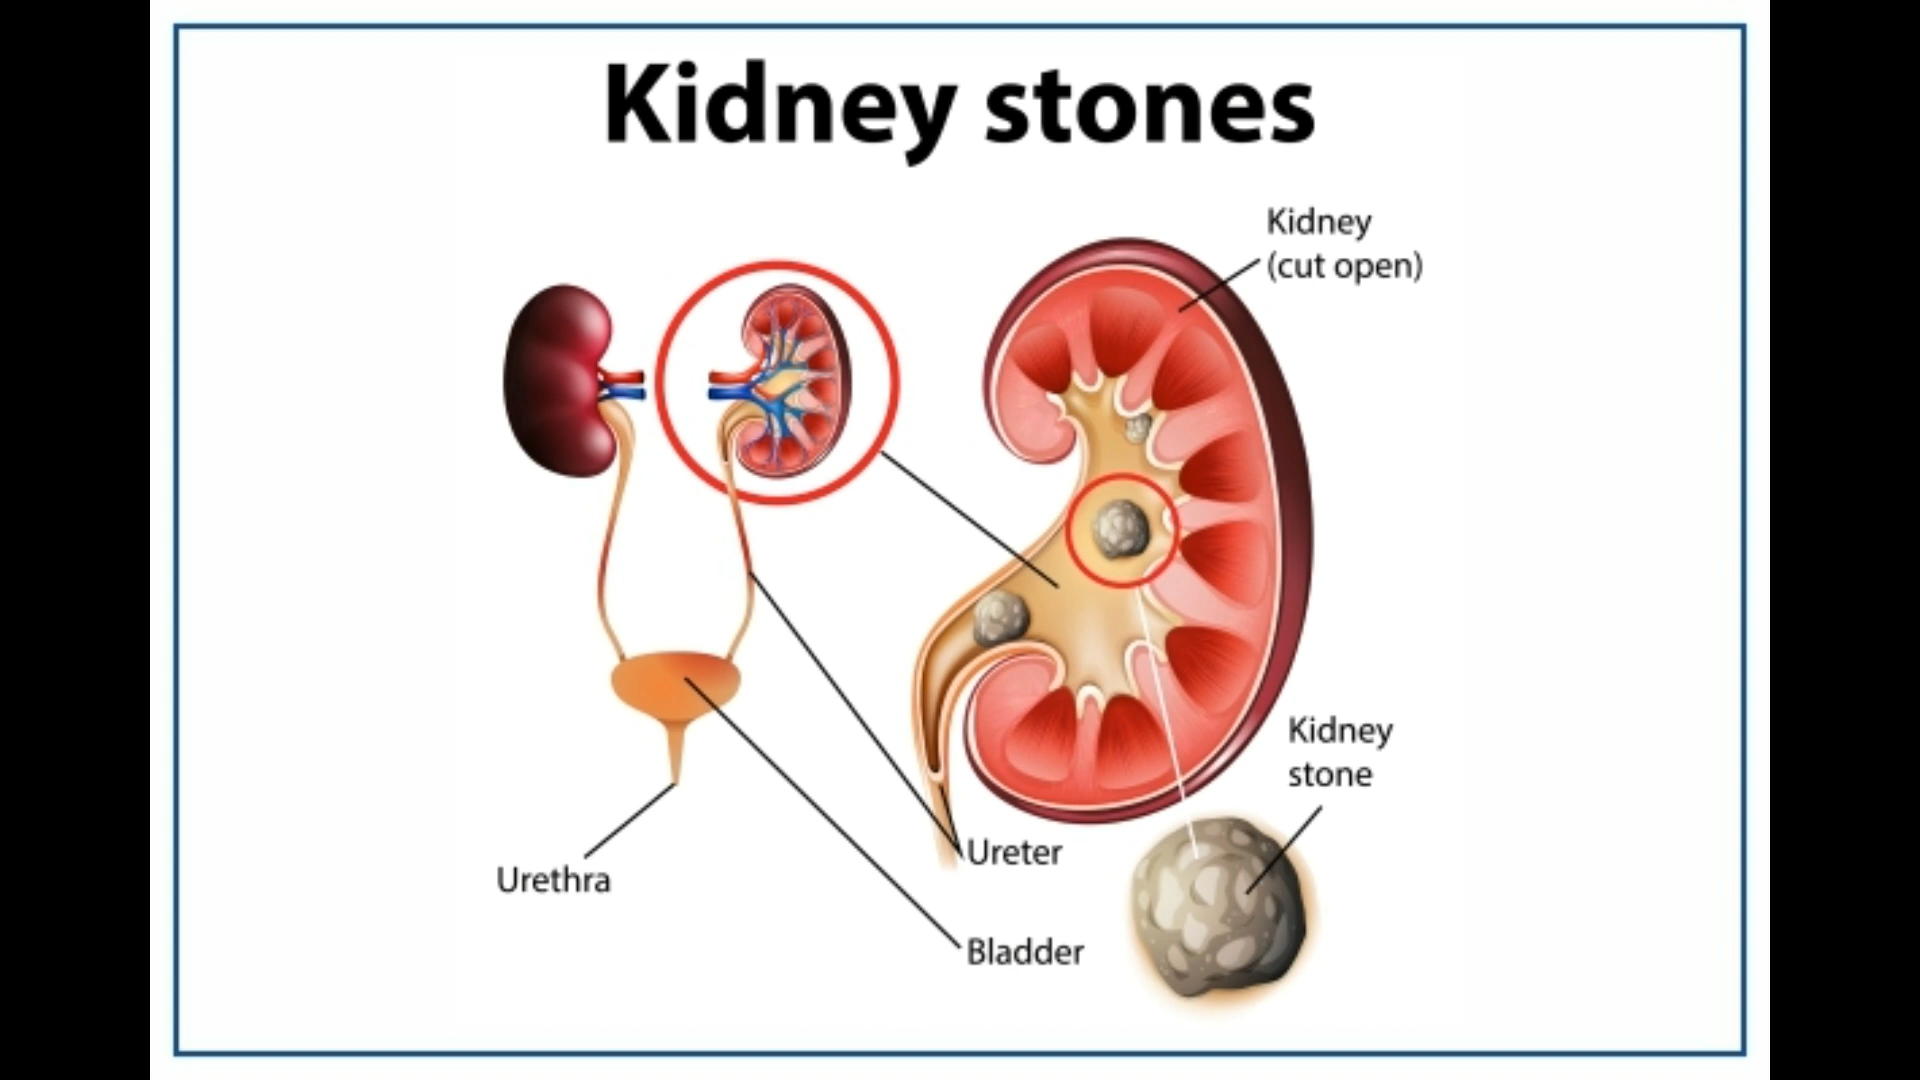 Kidney stones
Kidney
(cut open)
Kidney
stone
Ureter
Urethra
Bladder